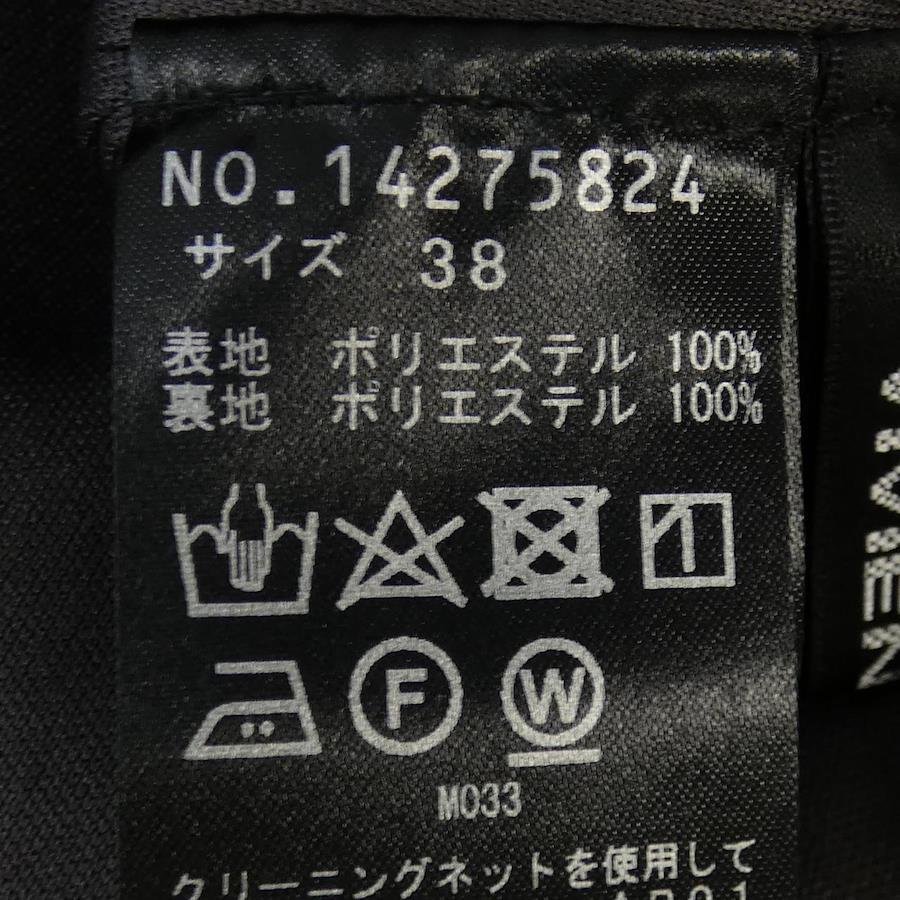 NO.14275824
サイズ 38
表地 ポリエステル 100%
裏地 ポリエステル 100%
F W
M033
クリーニングネットを使用して